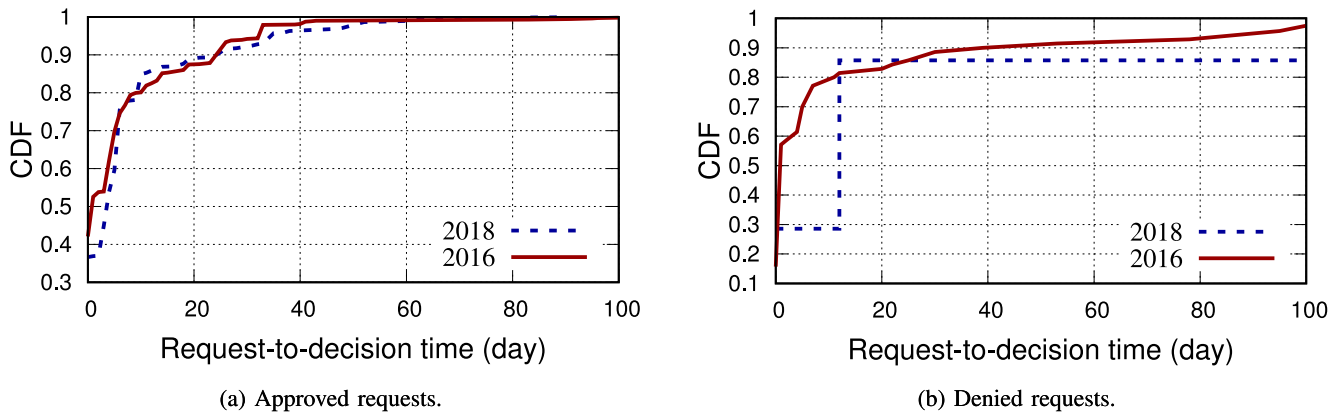 1
0.9
0.8
0.7
0.6
0.5
0.4
0.3
CDF
2018
2016
0 20 40 60 80 100
Request-to-decision time (day)
(a) Approved requests.
1
0.9
0.8
0.7
0.6
0.5
0.4
0.3
0.2
0.1
CDF
2018
2016
0 20 40 60 80 100
Request-to-decision time (day)
(b) Denied requests.